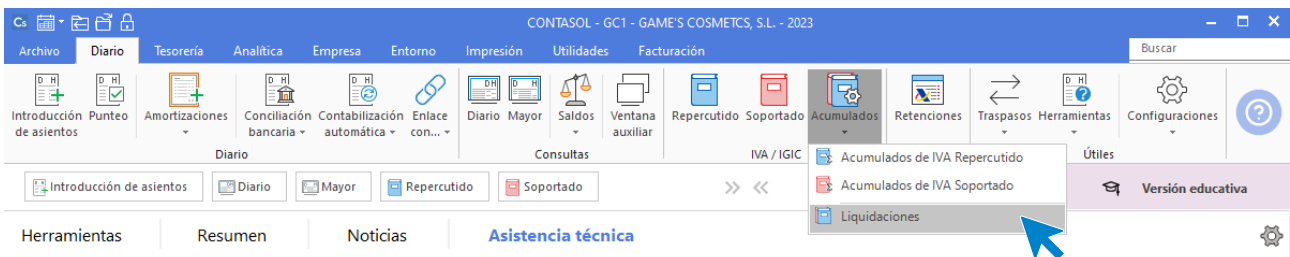 Cs CONTASOL - GC1 - GAME'S COSMETCS, S.L. - 2023
Archivo Diario Tesorería Analítica Empresa Entorno Impresión Utilidades Facturación Buscar
D H D H D H D H DH D H D H
Introducción Punteo Amortizaciones Conciliación Contabilización Enlace Diario Mayor Saldos Ventana Repercutido Soportado Acumulados Retenciones Traspasos Herramientas Configuraciones
de asientos bancaria automática con... auxiliar
Diario Consultas IVA / IGIC Útiles
Acumulados de IVA Repercutido
Acumulados de IVA Soportado
Liquidaciones
Introducción de asientos Diario Mayor Repercutido Soportado Versión educativa
Herramientas Resumen Noticias Asistencia técnica